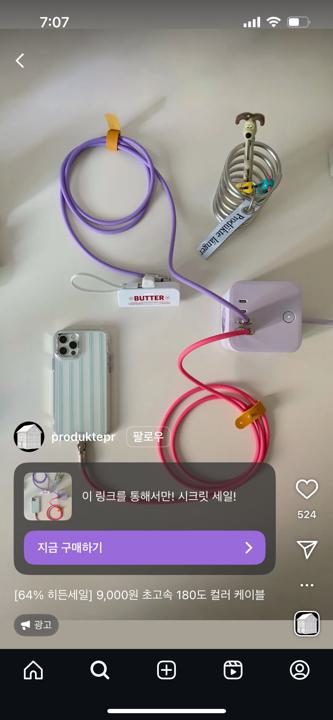 7:07
Produkte länger
BUTTER
produktepr
팔로우
이 링크를 통해서만! 시크릿 세일!
지금 구매하기
524
[64% 히든세일] 9,000원 초고속 180도 컬러 케이블
광고